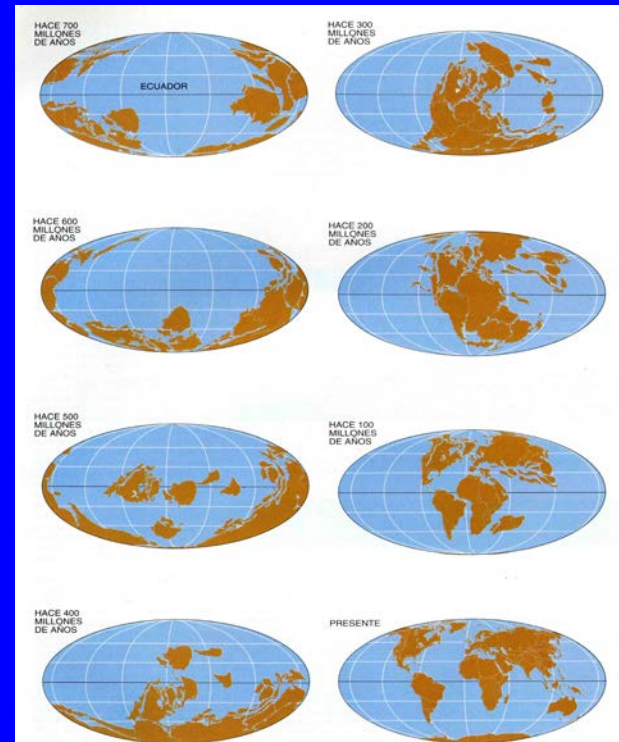 HACE 700
MILLONES
DE AÑOS
ECUADOR
HACE 600
MILLONES
DE AÑOS
HACE 500
MILLONES
DE AÑOS
HACE 400
MILLONES
DE AÑOS
HACE 300
MILLONES
DE AÑOS
HACE 200
MILLONES
DE AÑOS
HACE 100
MILLONES
DE AÑOS
PRESENTE